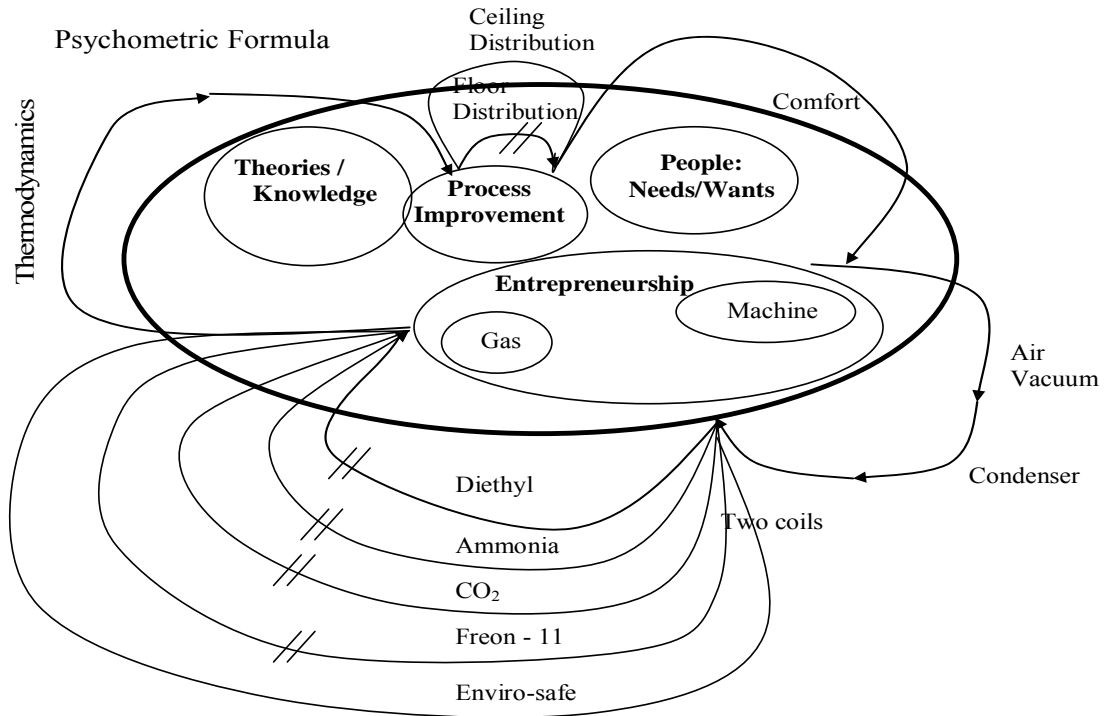 Ceiling
Distribution
Psychometric Formula
Floor
Distribution
Comfort
Thermodynamics
Theories /
Knowledge
Process
Improvement
People:
Needs/Wants
Entrepreneurship
Machine
Gas
Air
Vacuum
Condenser
Diethyl
Two coils
Ammonia
CO₂
Freon - 11
Enviro-safe